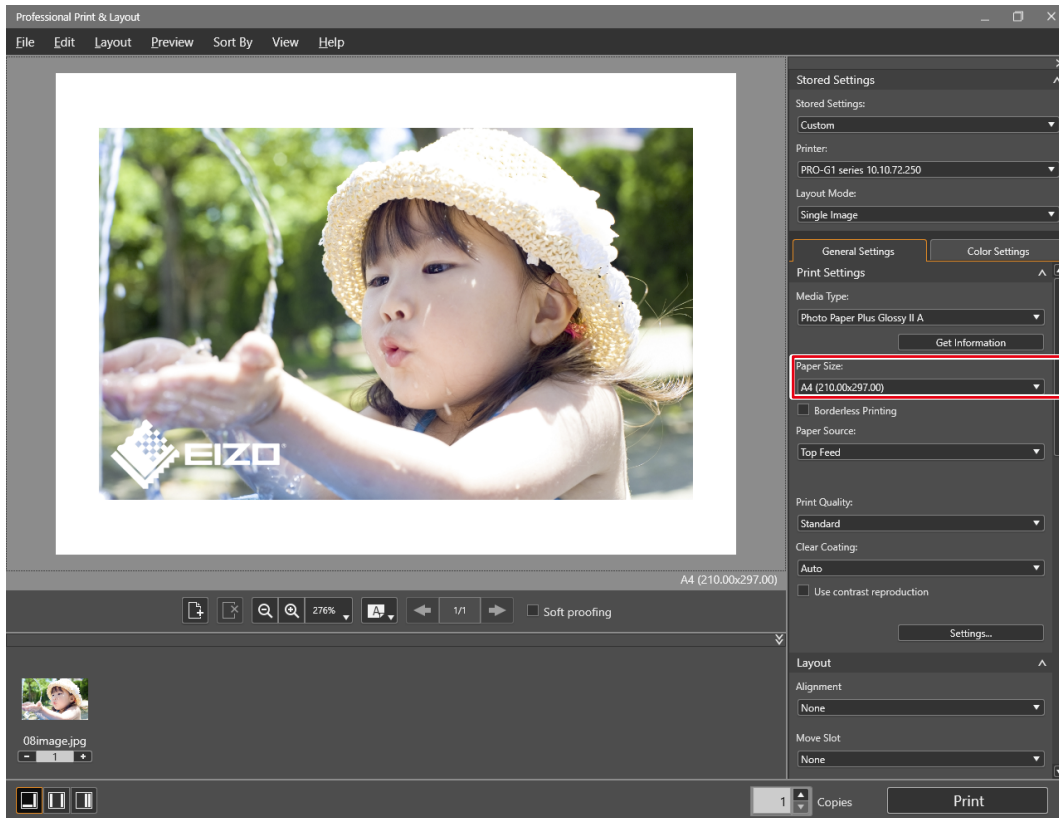 Professional Print & Layout
File Edit Layout Preview Sort By View Help
Stored Settings
Stored Settings:
Custom
Printer:
PRO-G1 series 10.10.72.250
Layout Mode:
Single Image
General Settings Color Settings
Print Settings
Media Type:
Photo Paper Plus Glossy II A
Get Information
Paper Size:
A4 (210.00x297.00)
Borderless Printing
Paper Source:
Top Feed
Print Quality:
Standard
Clear Coating:
Auto
Use contrast reproduction
Settings...
Layout
Alignment
None
Move Slot
None
EIZO
A4 (210.00x297.00)
276% A 1/1 Soft proofing
08image.jpg
- 1 +
1 Copies Print